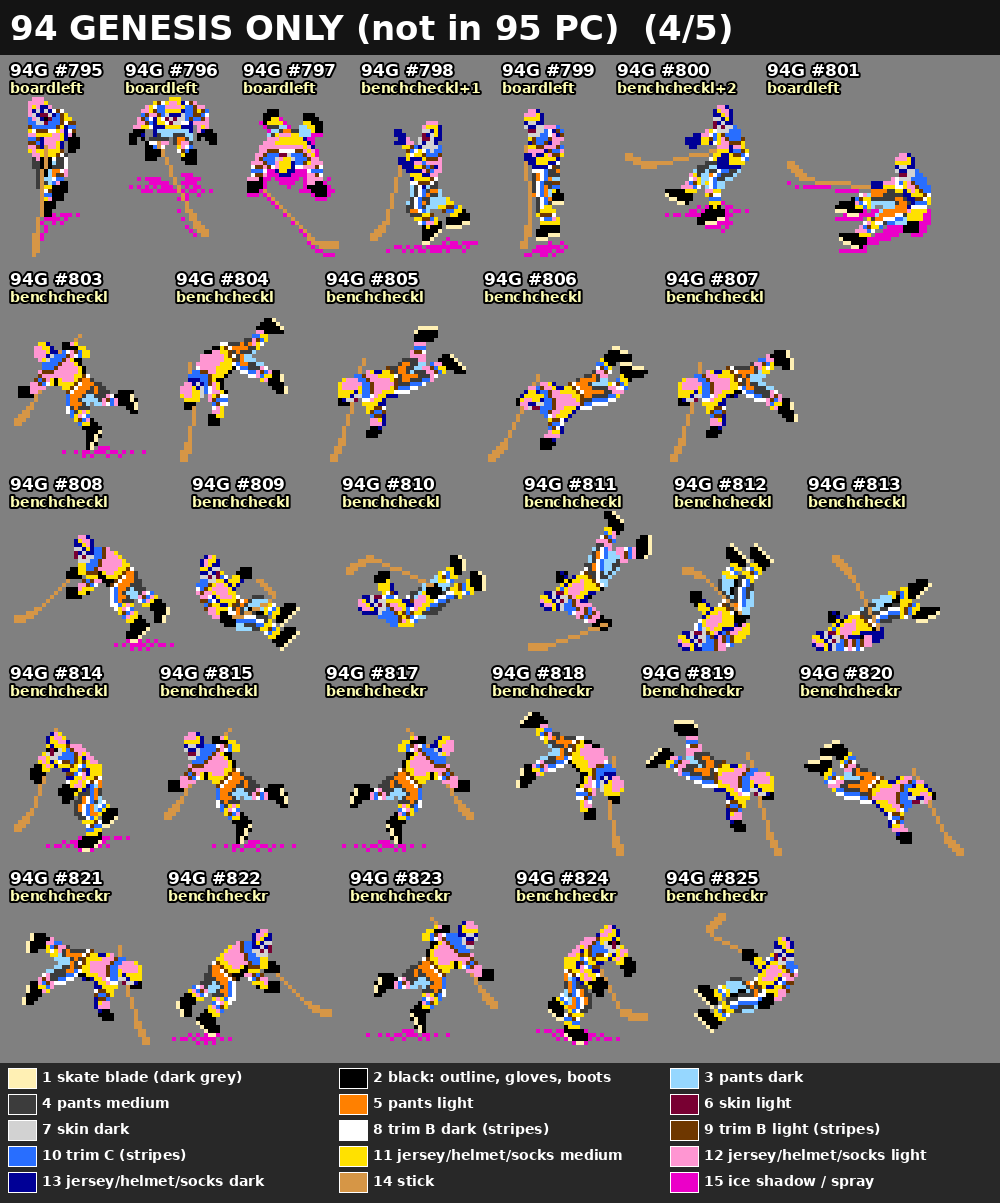 94 GENESIS ONLY (not in 95 PC)  (4/5)
94G #795 94G #796 94G #797 94G #798 94G #799 94G #800 94G #801
boardleft boardleft boardleft benchcheckl+1 boardleft benchcheckl+2 boardleft
94G #803 94G #804 94G #805 94G #806 94G #807
benchcheckl benchcheckl benchcheckl benchcheckl benchcheckl
94G #808 94G #809 94G #810 94G #811 94G #812 94G #813
benchcheckl benchcheckl benchcheckl benchcheckl benchcheckl benchcheckl
94G #814 94G #815 94G #817 94G #818 94G #819 94G #820
benchcheckl benchcheckl benchcheckr benchcheckr benchcheckr benchcheckr
94G #821 94G #822 94G #823 94G #824 94G #825
benchcheckr benchcheckr benchcheckr benchcheckr benchcheckr
1 skate blade (dark grey) 2 black: outline, gloves, boots 3 pants dark
4 pants medium 5 pants light 6 skin light
7 skin dark 8 trim B dark (stripes) 9 trim B light (stripes)
10 trim C (stripes) 11 jersey/helmet/socks medium 12 jersey/helmet/socks light
13 jersey/helmet/socks dark 14 stick 15 ice shadow / spray